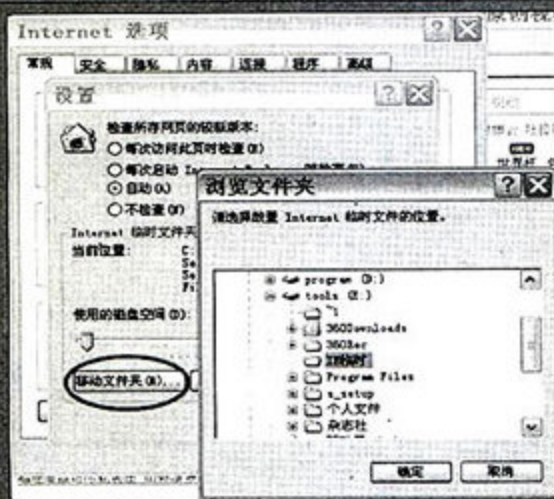 Internet 选项
常规 安全 隐私 内容 连接 程序 高级
设置
检查所存网页的较新版本:
每次访问此页时检查(E)
每次启动
自动(A)
不检查(N)
Internet 临时文件夹
当前位置: C:
使用的磁盘空间(D):
移动文件夹(M)...
浏览文件夹
请选择放置 Internet 临时文件的位置。
program (D:)
tools (E:)
360Downloads
Program Files
个人文件
杂志社
确定 取消